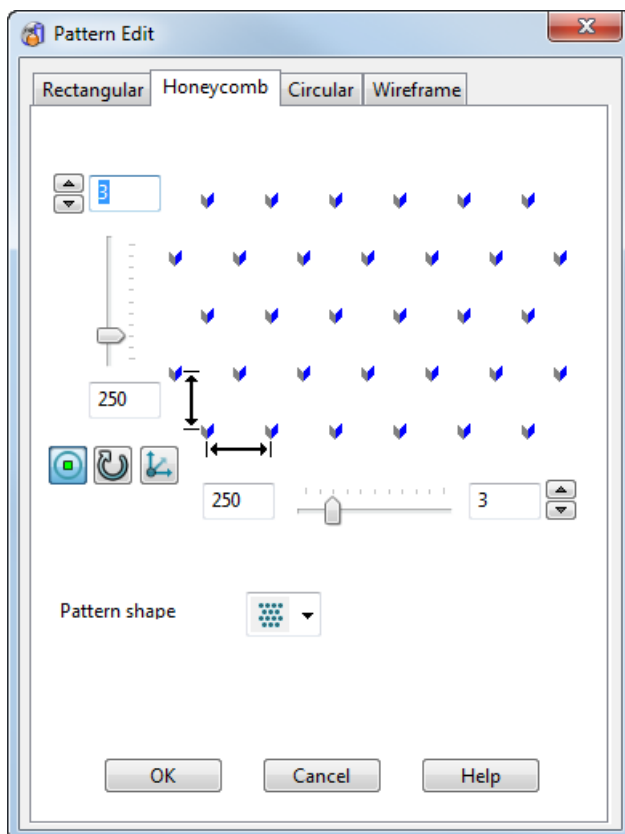 Pattern Edit
Rectangular Honeycomb Circular Wireframe
3
250
250 3
Pattern shape
OK Cancel Help